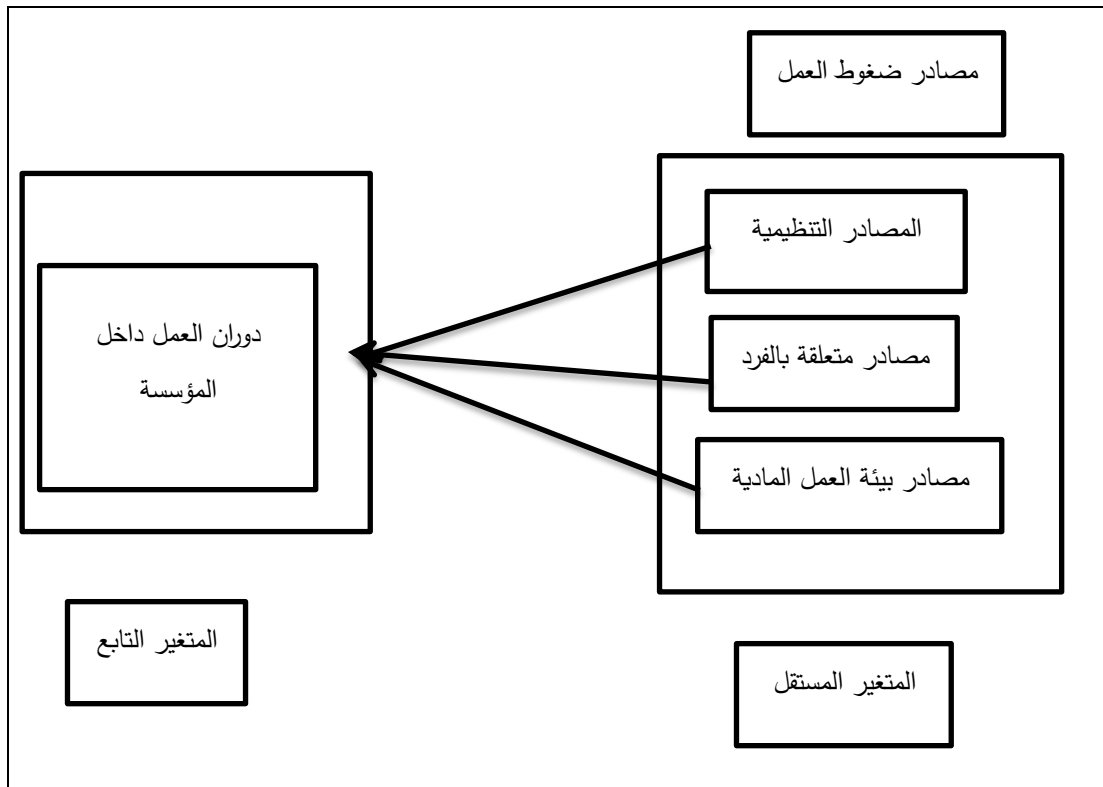 مصادر ضغوط العمل
المصادر التنظيمية
مصادر متعلقة بالفرد
مصادر بيئة العمل المادية
المتغير المستقل
دوران العمل داخل
المؤسسة
المتغير التابع